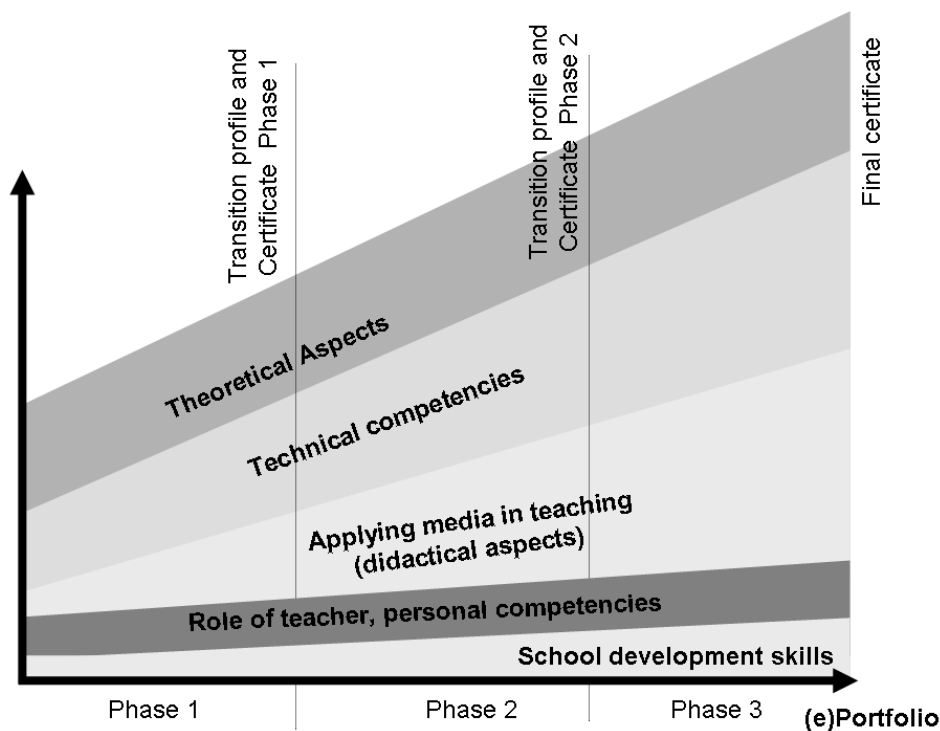 Transition profile and
Certificate  Phase 1
Transition profile and
Certificate  Phase 2
Final certificate
Theoretical Aspects
Technical competencies
Applying media in teaching
(didactical aspects)
Role of teacher, personal competencies
School development skills
Phase 1
Phase 2
Phase 3
(e)Portfolio